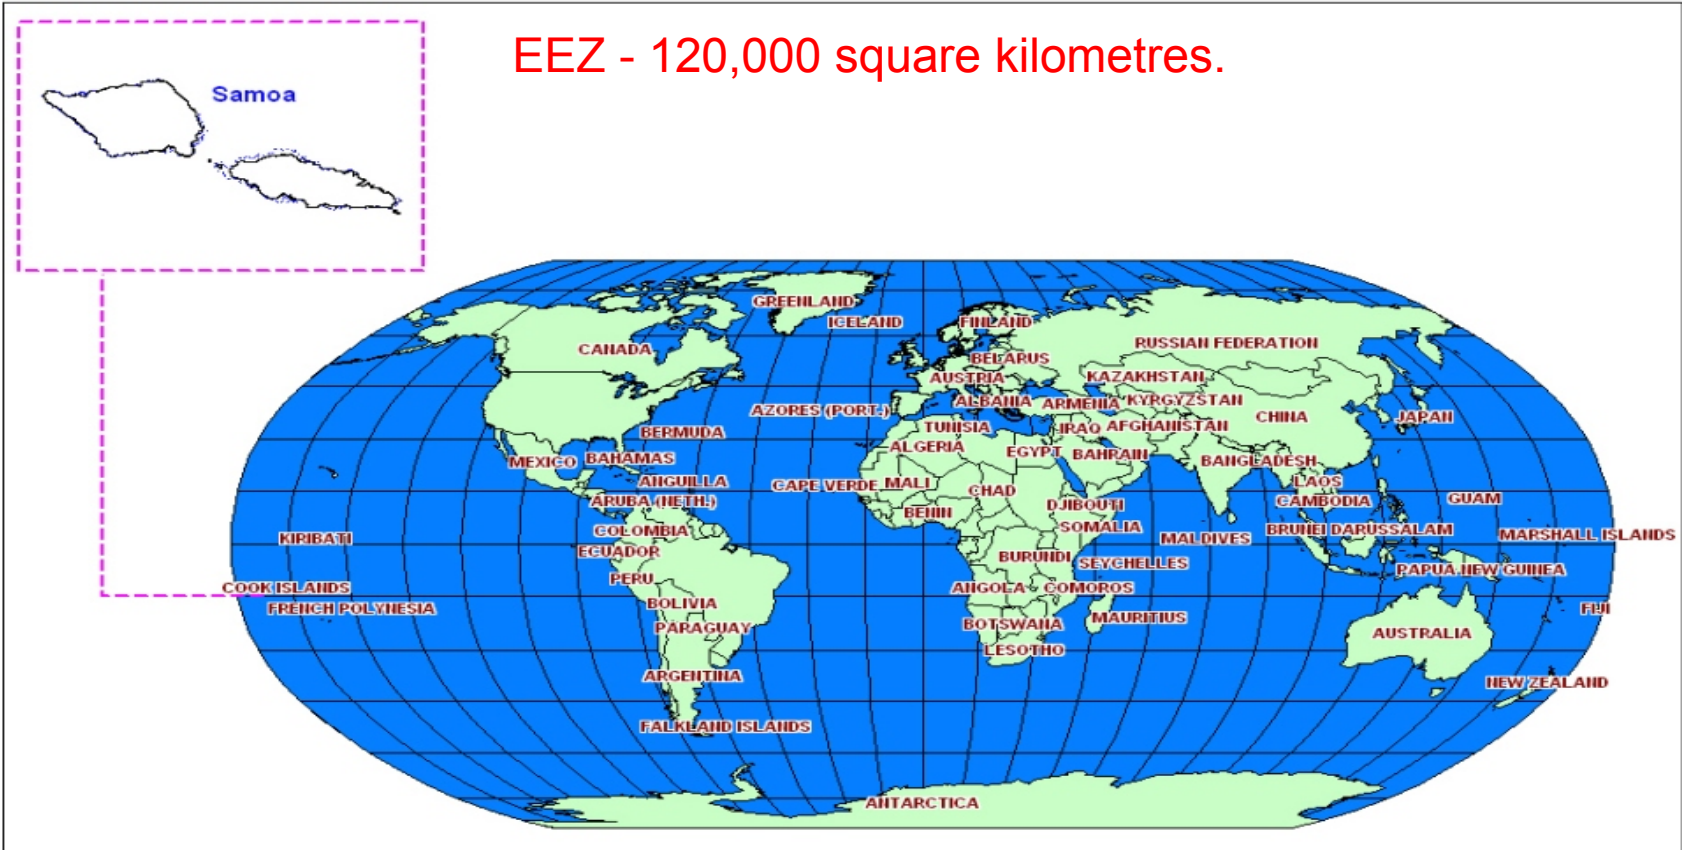 EEZ - 120,000 square kilometres.
Samoa
GREENLAND
ICELAND
FINLAND
CANADA
RUSSIAN FEDERATION
BELARUS
AUSTRIA
KAZAKHSTAN
AZORES (PORT.)
ALBANIA
ARMENIA
KYRGYZSTAN
CHINA
JAPAN
BERMUDA
TUNISIA
IRAQ
AFGHANISTAN
MEXICO
BAHAMAS
ALGERIA
EGYPT
BAHRAIN
BANGLADESH
ANGUILLA
CAPE VERDE
MALI
CHAD
LAOS
ARUBA (NETH.)
CAMBODIA
GUAM
BENIN
DJIBOUTI
COLOMBIA
SOMALIA
BRUNEI DARUSSALAM
KIRIBATI
MALDIVES
MARSHALL ISLANDS
ECUADOR
BURUNDI
SEYCHELLES
PERU
PAPUA NEW GUINEA
COOK ISLANDS
ANGOLA
COMOROS
FRENCH POLYNESIA
BOLIVIA
FIJI
PARAGUAY
BOTSWANA
MAURITIUS
AUSTRALIA
LESOTHO
ARGENTINA
NEW ZEALAND
FALKLAND ISLANDS
ANTARCTICA